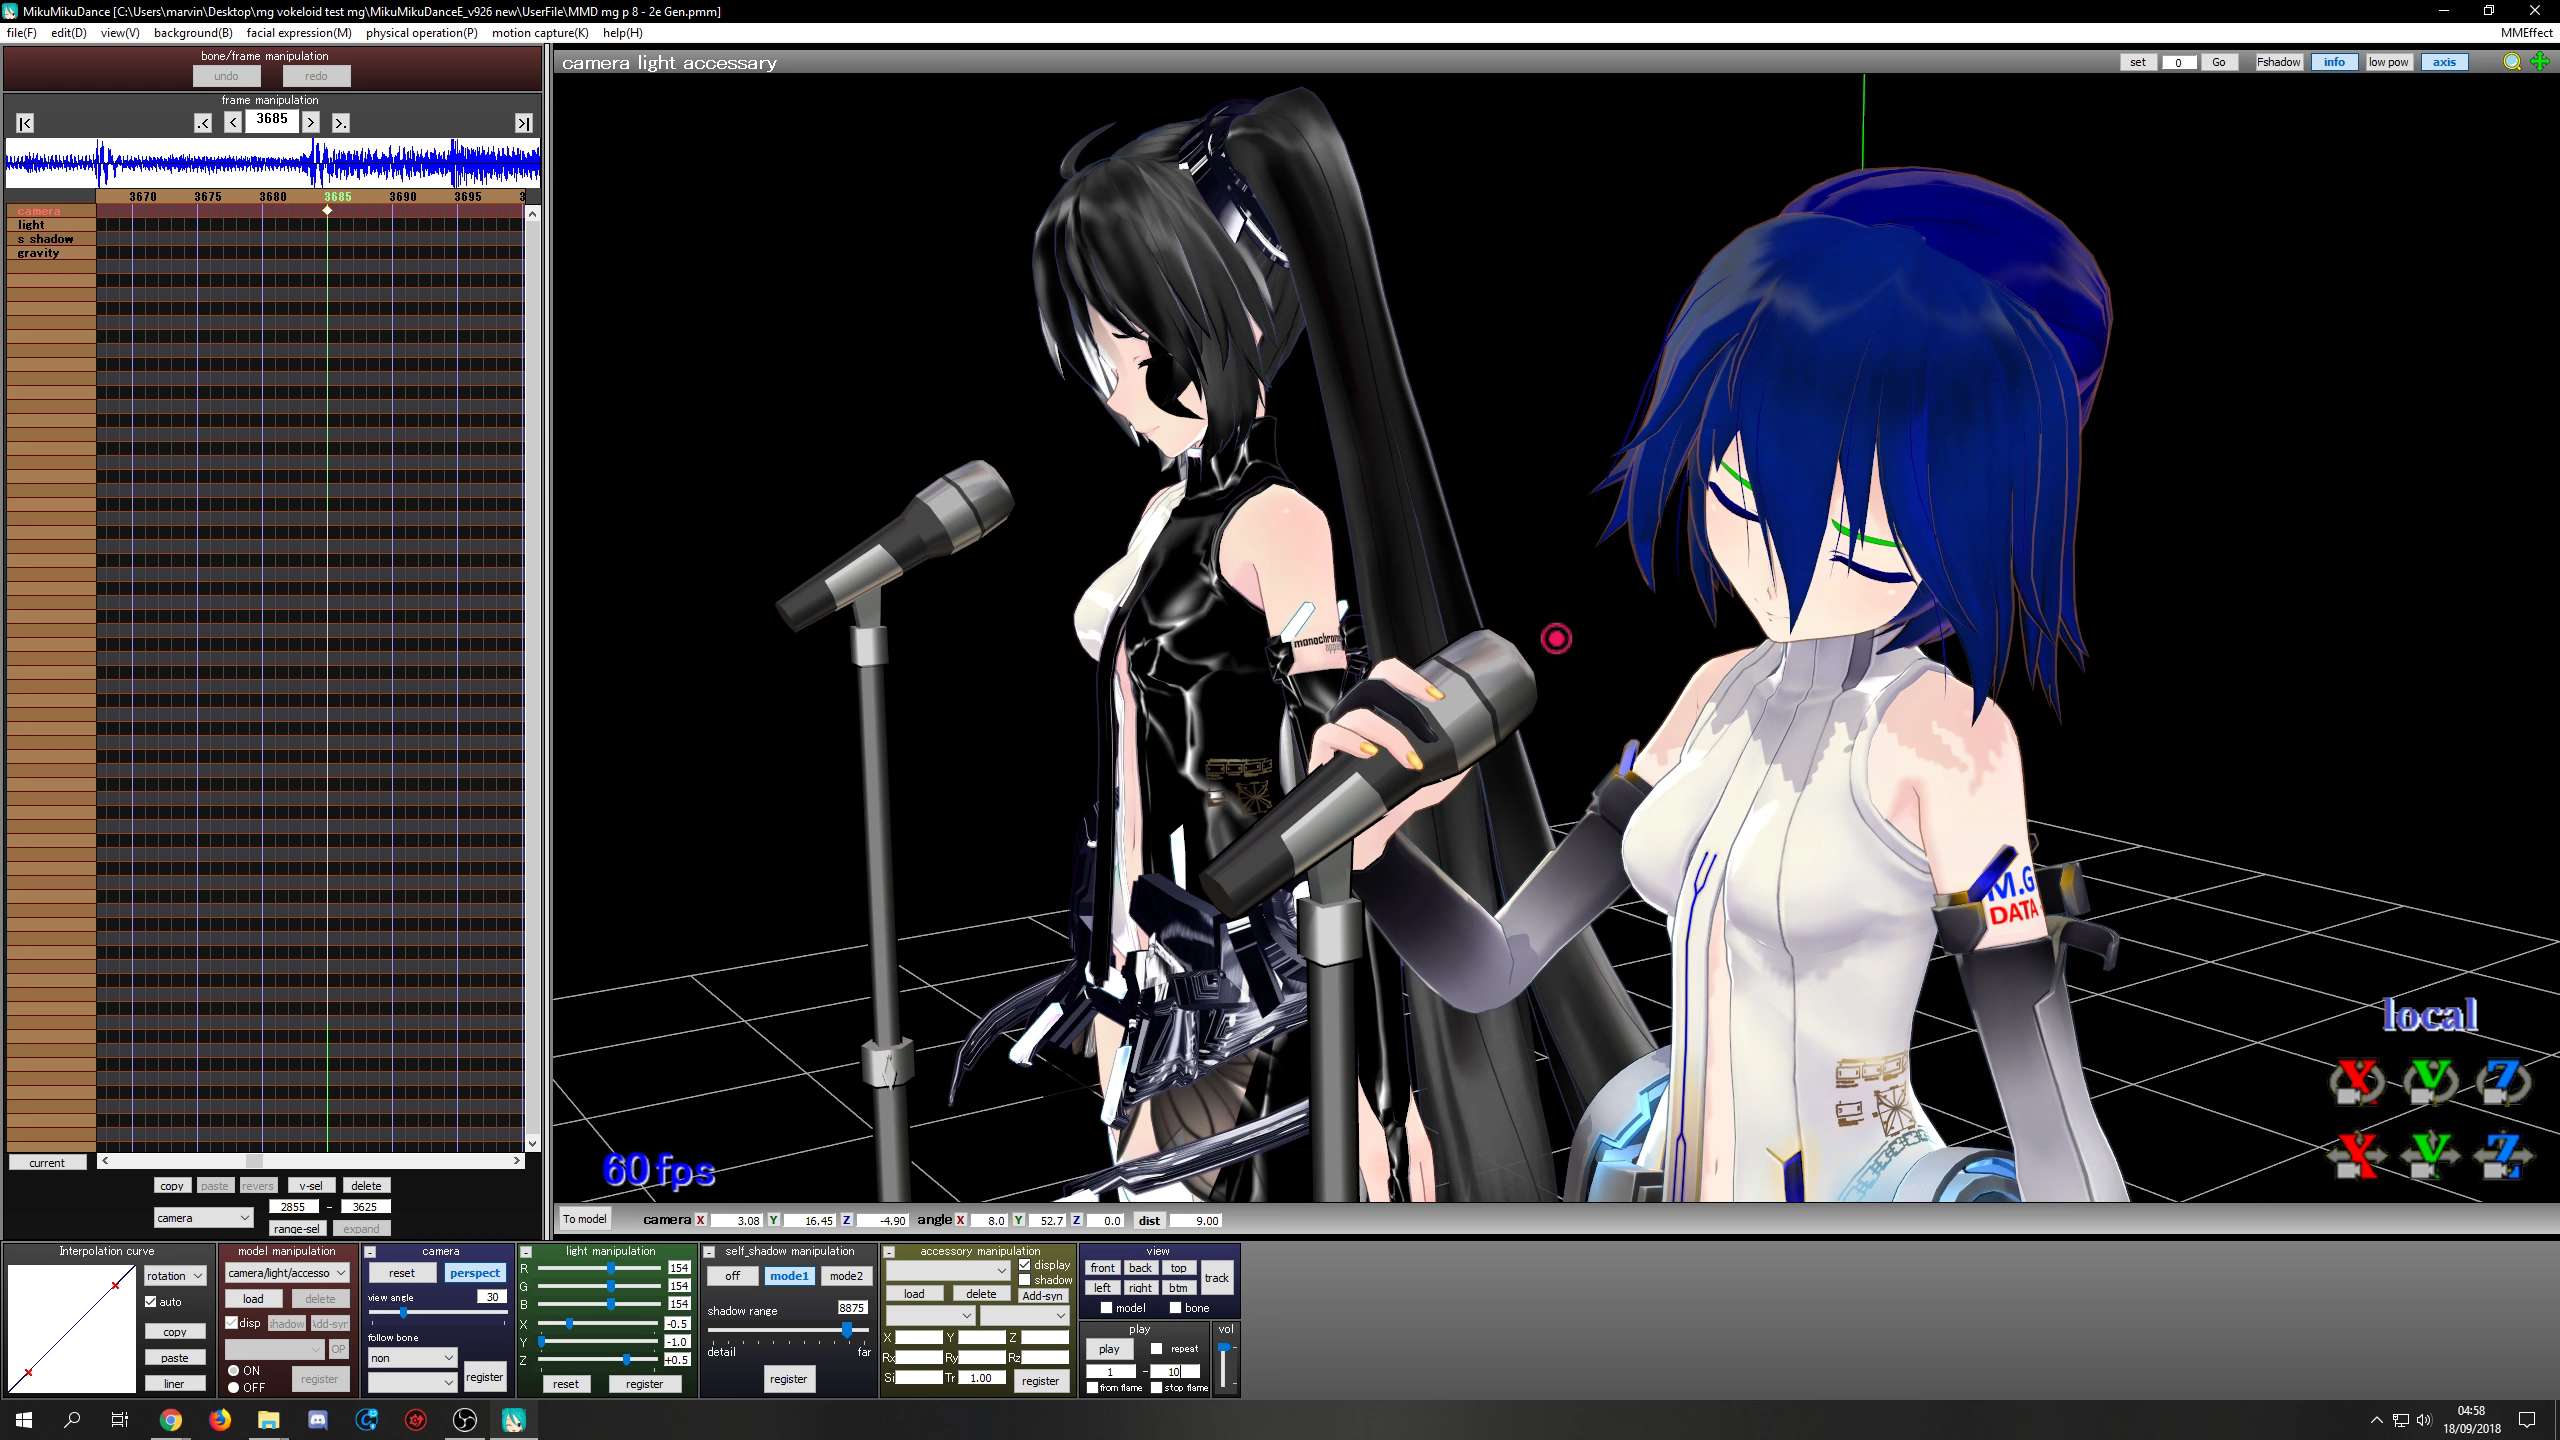 MikuMikuDance [C:\Users\marvin\Desktop\mg vokeloid test mg\MikuMikuDanceE_v926 new\UserFile\MMD mg p 8 - 2e Gen.pmm]
file(F) edit(D) view(V) background(B) facial expression(M) physical operation(P) motion capture(K) help(H) MMEffect
bone/frame manipulation
undo redo
frame manipulation
|< .< < 3685 > >. >|
3670 3675 3680 3685 3690 3695 3
camera
light
s shadow
gravity
current
copy paste revers v-sel delete
camera 2855 - 3625
range-sel expand
camera light accessary
set 0 Go Fshadow info low pow axis
monochrome
M.G
DATA
local
X Y Z
X Y Z
60 fps
To model camera X 3.08 Y 16.45 Z -4.90 angle X 8.0 Y 52.7 Z 0.0 dist 9.00
Interpolation curve
rotation
auto
copy
paste
liner
model manipulation
camera/light/accesso
load delete
disp shadow Add-syn
OP
ON
OFF
register
camera
reset perspect
view angle 30
follow bone
non
register
light manipulation
R 154
G 154
B 154
X -0.5
Y -1.0
Z +0.5
reset register
self_shadow manipulation
off mode1 mode2
shadow range 8875
detail far
register
accessory manipulation
display
shadow
load delete Add-syn
X Y Z
Rx Ry Rz
Si Tr 1.00 register
view
front back top
left right btm
track
model bone
play
play repeat
1 - 10
from flame stop flame
vol
04:58
18/09/2018